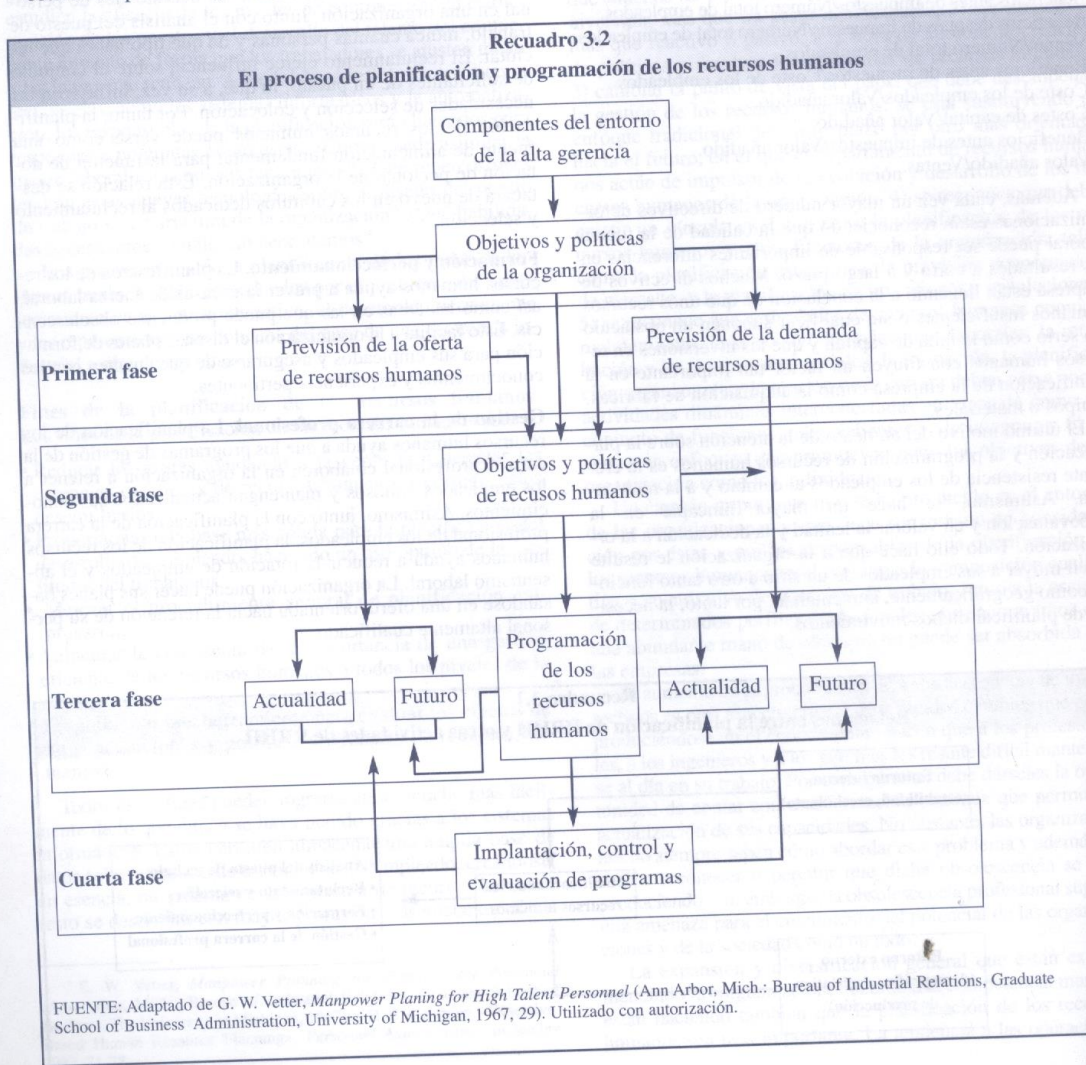 Recuadro 3.2
El proceso de planificación y programación de los recursos humanos
Componentes del entorno
de la alta gerencia
Objetivos y políticas
de la organización
Primera fase
Previsión de la oferta
de recursos humanos
Previsión de la demanda
de recursos humanos
Segunda fase
Objetivos y políticas
de recusos humanos
Tercera fase
Actualidad
Futuro
Programación
de los
recursos
humanos
Actualidad
Futuro
Cuarta fase
Implantación, control y
evaluación de programas
FUENTE: Adaptado de G. W. Vetter, Manpower Planing for High Talent Personnel (Ann Arbor, Mich.: Bureau of Industrial Relations, Graduate
School of Business Administration, University of Michigan, 1967, 29). Utilizado con autorización.